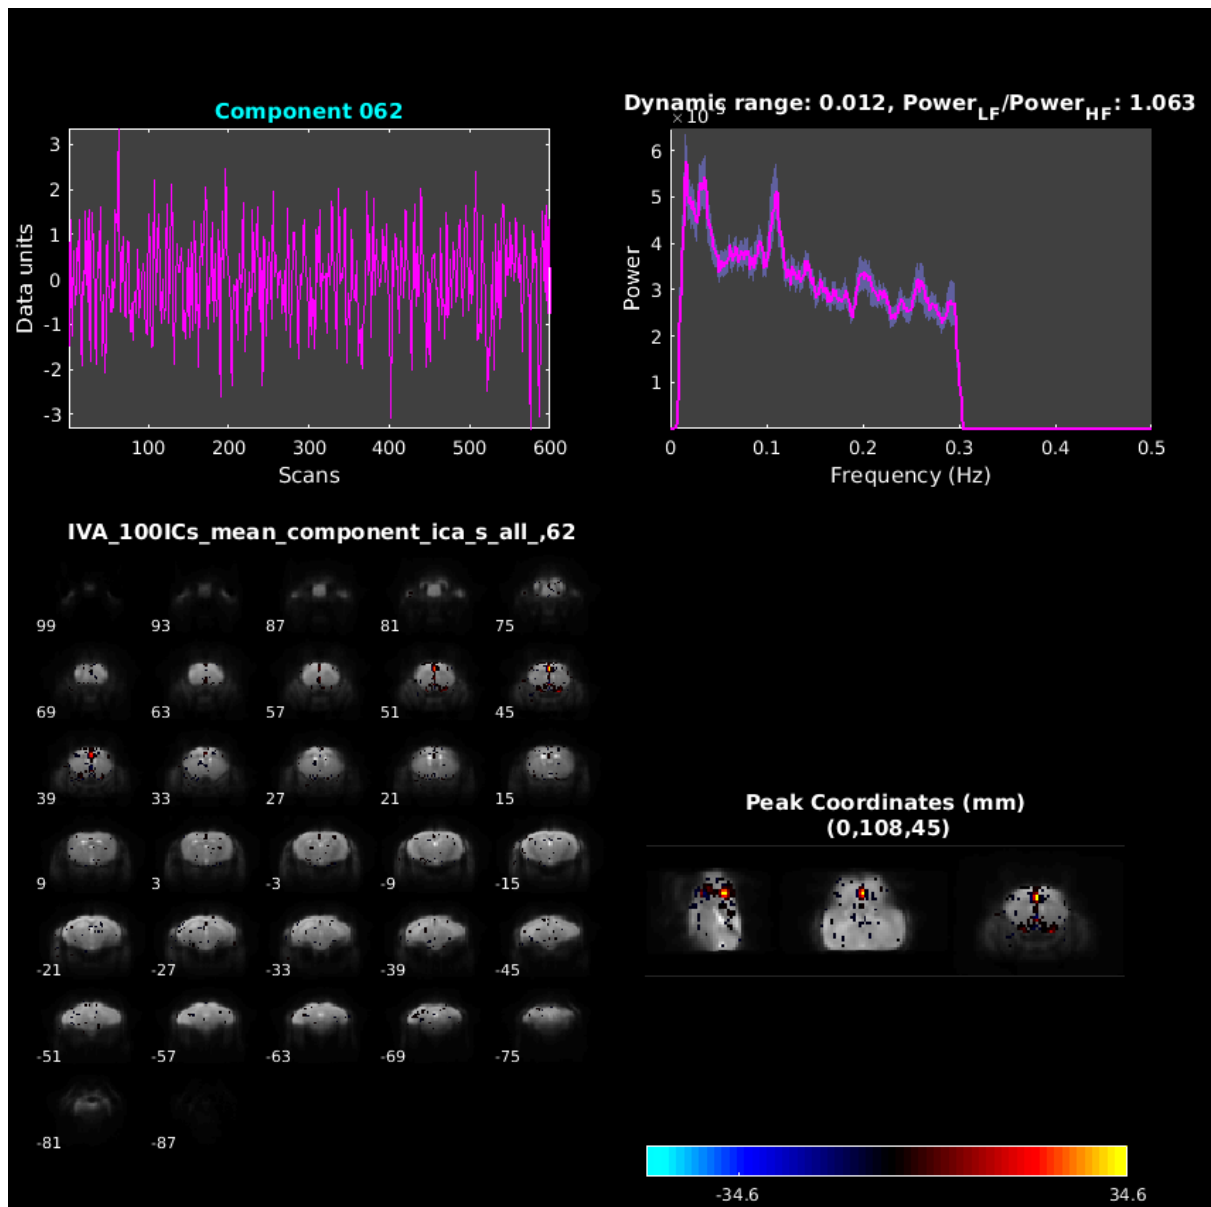 Component 062
3
2
1
0
-1
-2
-3
Data units
100 200 300 400 500 600
Scans
Dynamic range: 0.012, Power_LF/Power_HF: 1.063
6
5
4
3
2
1
Power
0 0.1 0.2 0.3 0.4 0.5
Frequency (Hz)
IVA_100ICs_mean_component_ica_s_all_,62
99 93 87 81 75
69 63 57 51 45
39 33 27 21 15
9 3 -3 -9 -15
-21 -27 -33 -39 -45
-51 -57 -63 -69 -75
-81 -87
Peak Coordinates (mm)
(0,108,45)
-34.6 34.6